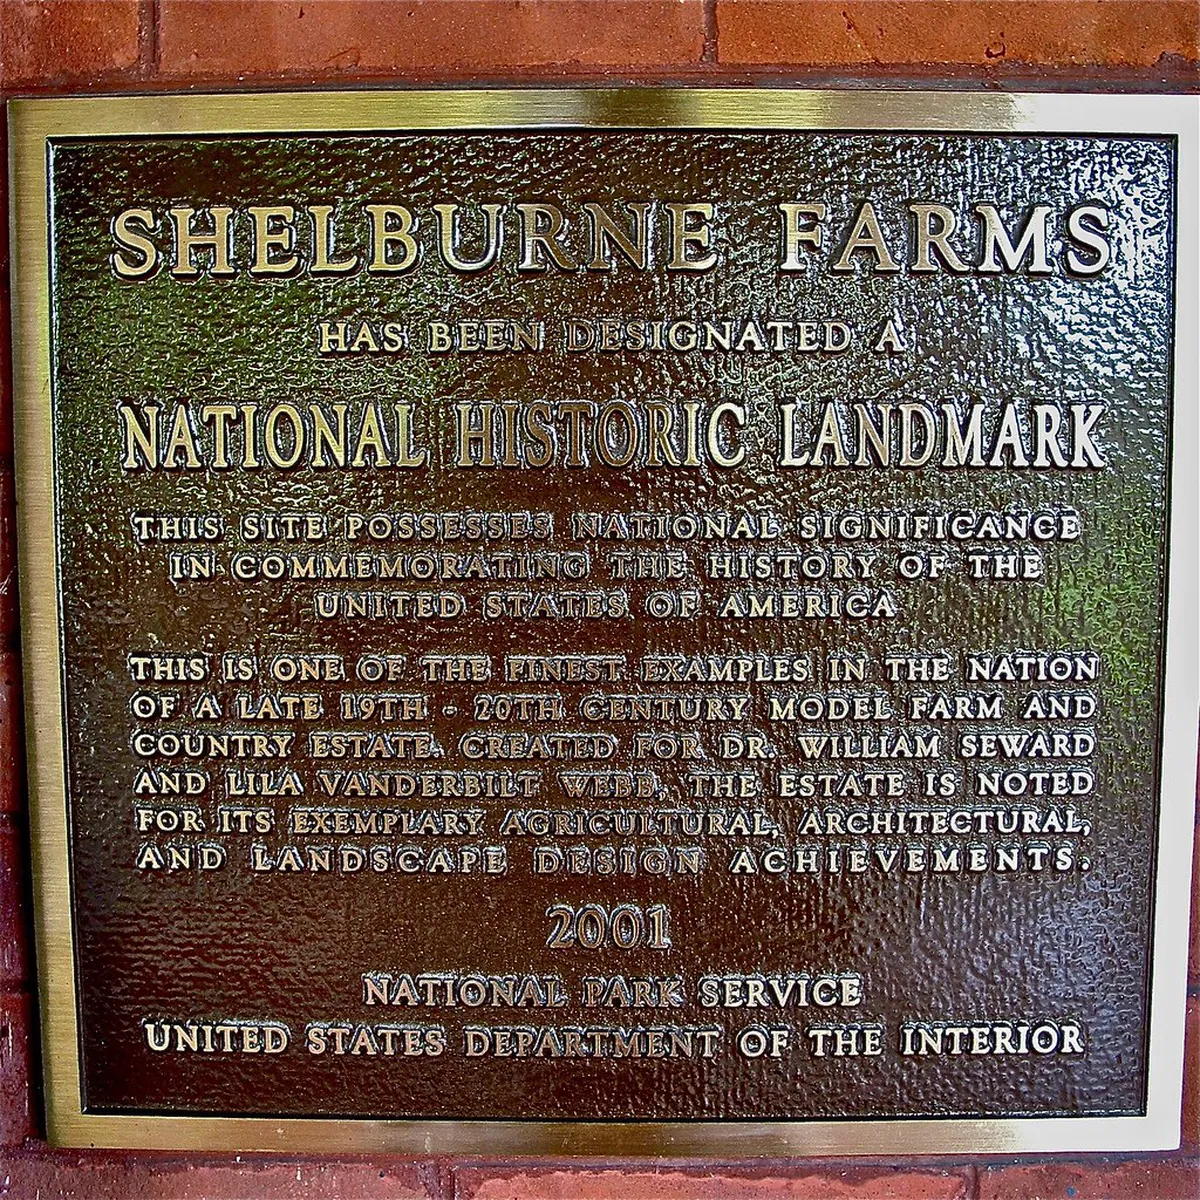 SHELBURNE FARMS
HAS BEEN DESIGNATED A
NATIONAL HISTORIC LANDMARK
THIS SITE POSSESSES NATIONAL SIGNIFICANCE
IN COMMEMORATING THE HISTORY OF THE
UNITED STATES OF AMERICA
THIS IS ONE OF THE FINEST EXAMPLES IN THE NATION
OF A LATE 19TH - 20TH CENTURY MODEL FARM AND
COUNTRY ESTATE. CREATED FOR DR. WILLIAM SEWARD
AND LILA VANDERBILT WEBB, THE ESTATE IS NOTED
FOR ITS EXEMPLARY AGRICULTURAL, ARCHITECTURAL,
AND LANDSCAPE DESIGN ACHIEVEMENTS.
2001
NATIONAL PARK SERVICE
UNITED STATES DEPARTMENT OF THE INTERIOR